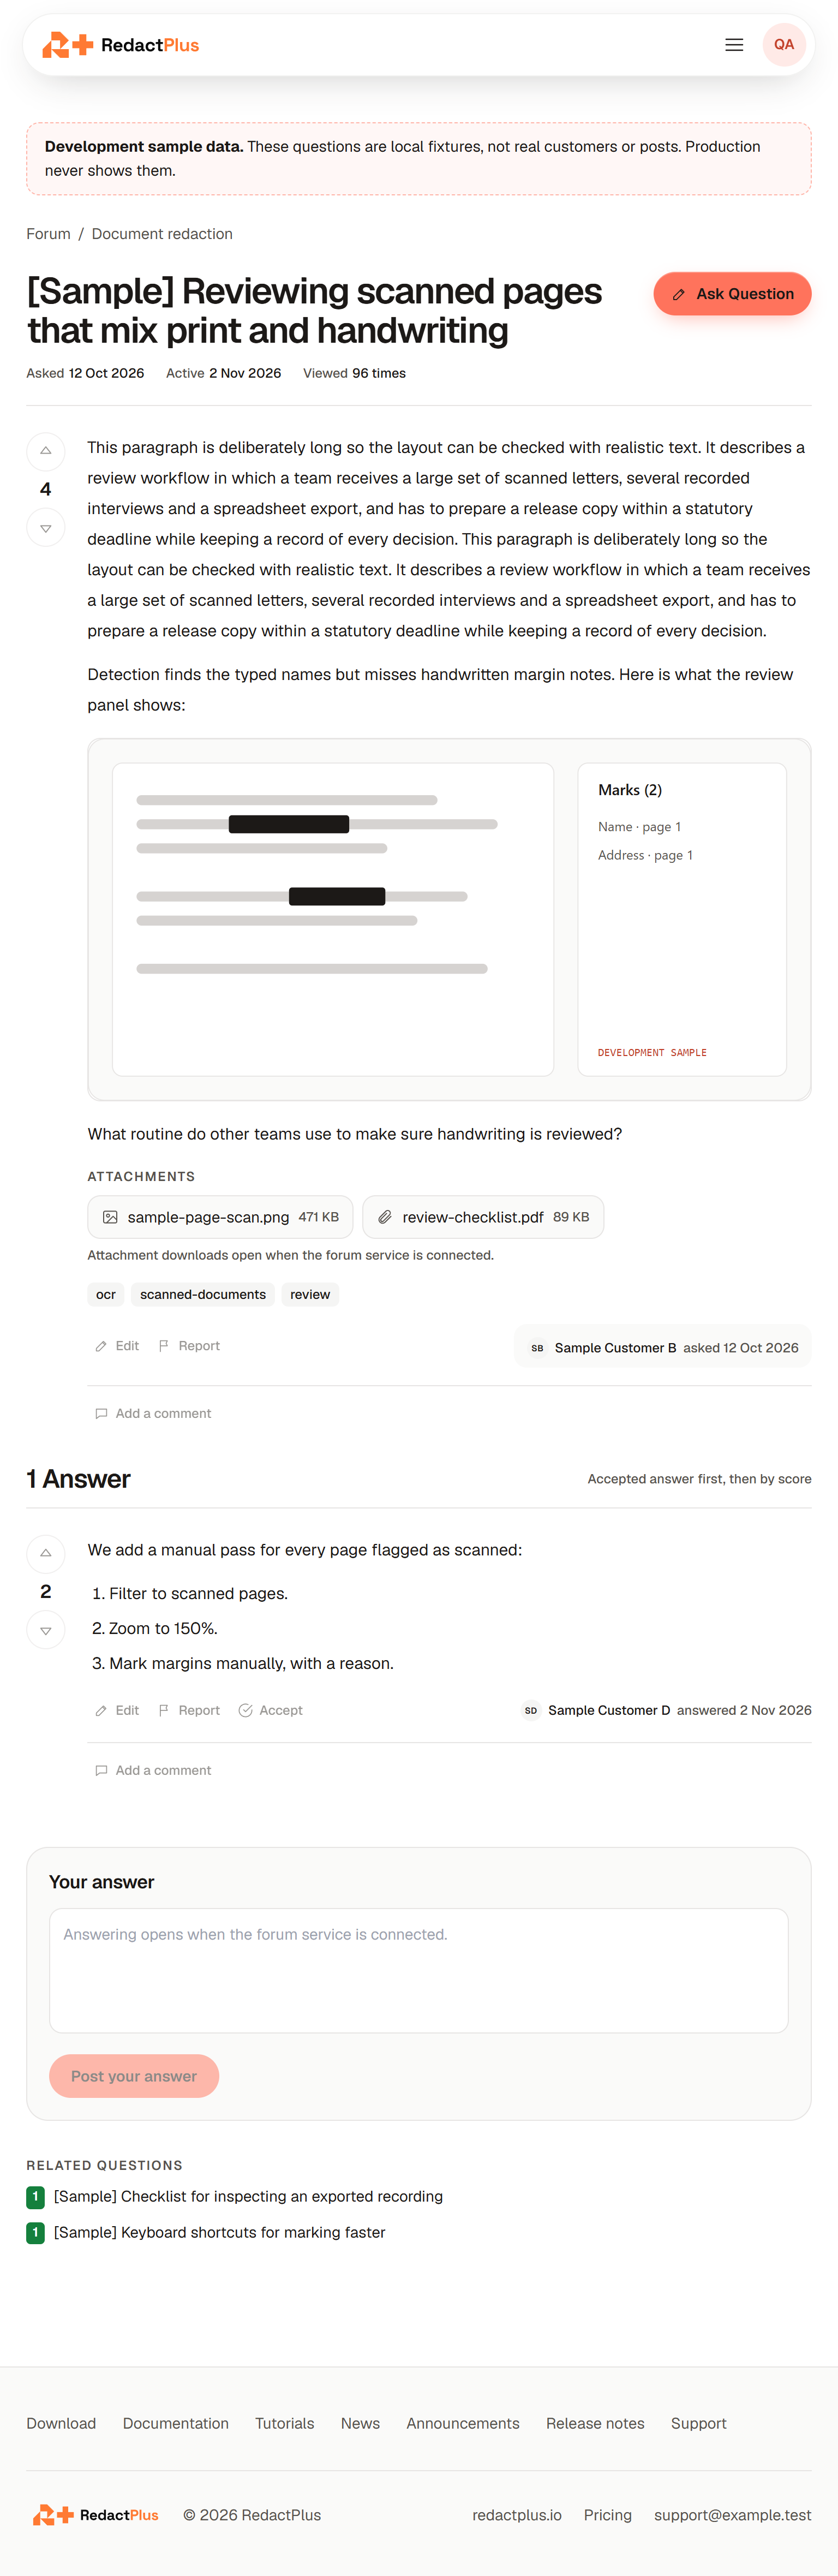 RedactPlus
QA
Development sample data. These questions are local fixtures, not real customers or posts. Production
never shows them.
Forum / Document redaction
[Sample] Reviewing scanned pages
that mix print and handwriting
Ask Question
Asked 12 Oct 2026 Active 2 Nov 2026 Viewed 96 times
4
This paragraph is deliberately long so the layout can be checked with realistic text. It describes a
review workflow in which a team receives a large set of scanned letters, several recorded
interviews and a spreadsheet export, and has to prepare a release copy within a statutory
deadline while keeping a record of every decision. This paragraph is deliberately long so the
layout can be checked with realistic text. It describes a review workflow in which a team receives
a large set of scanned letters, several recorded interviews and a spreadsheet export, and has to
prepare a release copy within a statutory deadline while keeping a record of every decision.
Detection finds the typed names but misses handwritten margin notes. Here is what the review
panel shows:
Marks (2)
Name · page 1
Address · page 1
DEVELOPMENT SAMPLE
What routine do other teams use to make sure handwriting is reviewed?
ATTACHMENTS
sample-page-scan.png 471 KB
review-checklist.pdf 89 KB
Attachment downloads open when the forum service is connected.
ocr scanned-documents review
Edit Report
SB Sample Customer B asked 12 Oct 2026
Add a comment
1 Answer
Accepted answer first, then by score
2
We add a manual pass for every page flagged as scanned:
1. Filter to scanned pages.
2. Zoom to 150%.
3. Mark margins manually, with a reason.
Edit Report Accept
SD Sample Customer D answered 2 Nov 2026
Add a comment
Your answer
Answering opens when the forum service is connected.
Post your answer
RELATED QUESTIONS
1 [Sample] Checklist for inspecting an exported recording
1 [Sample] Keyboard shortcuts for marking faster
Download Documentation Tutorials News Announcements Release notes Support
RedactPlus © 2026 RedactPlus
redactplus.io Pricing support@example.test